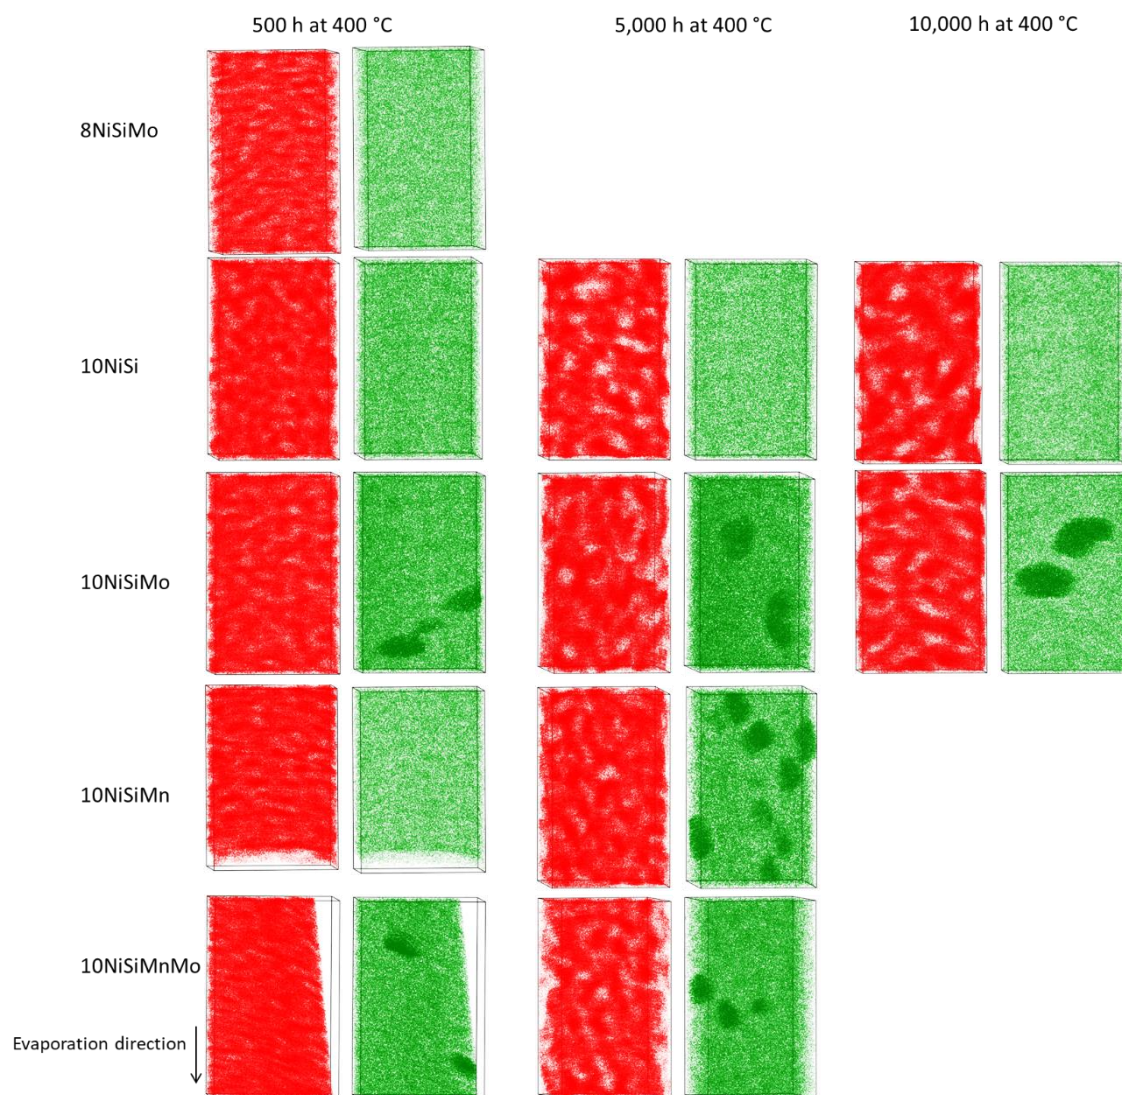 500 h at 400 °C
5,000 h at 400 °C
10,000 h at 400 °C
8NiSiMo
10NiSi
10NiSiMo
10NiSiMn
10NiSiMnMo
Evaporation direction